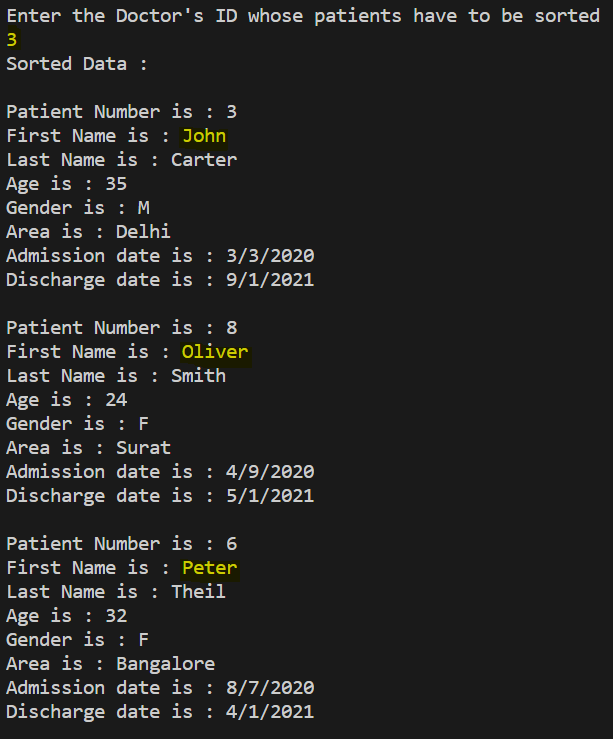 Enter the Doctor's ID whose patients have to be sorted
3
Sorted Data :
Patient Number is : 3
First Name is : John
Last Name is : Carter
Age is : 35
Gender is : M
Area is : Delhi
Admission date is : 3/3/2020
Discharge date is : 9/1/2021
Patient Number is : 8
First Name is : Oliver
Last Name is : Smith
Age is : 24
Gender is : F
Area is : Surat
Admission date is : 4/9/2020
Discharge date is : 5/1/2021
Patient Number is : 6
First Name is : Peter
Last Name is : Theil
Age is : 32
Gender is : F
Area is : Bangalore
Admission date is : 8/7/2020
Discharge date is : 4/1/2021